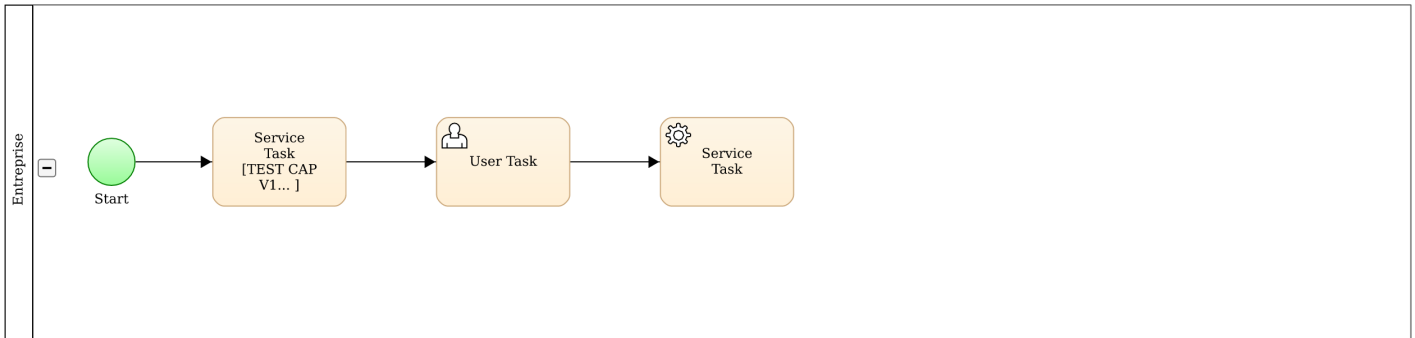 Entreprise
Start
Service
Task
[TEST CAP
V1... ]
User Task
Service
Task